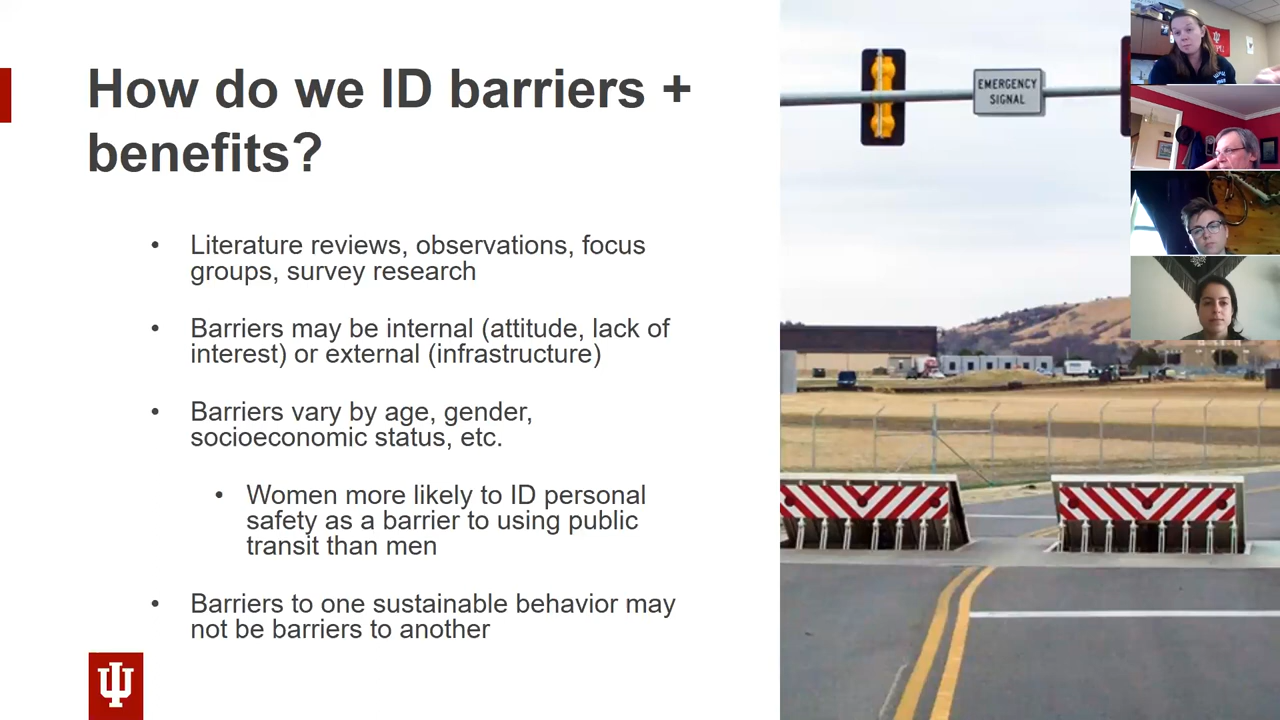 How do we ID barriers +
benefits?
• Literature reviews, observations, focus
groups, survey research
• Barriers may be internal (attitude, lack of
interest) or external (infrastructure)
• Barriers vary by age, gender,
socioeconomic status, etc.
• Women more likely to ID personal
safety as a barrier to using public
transit than men
• Barriers to one sustainable behavior may
not be barriers to another
EMERGENCY
SIGNAL